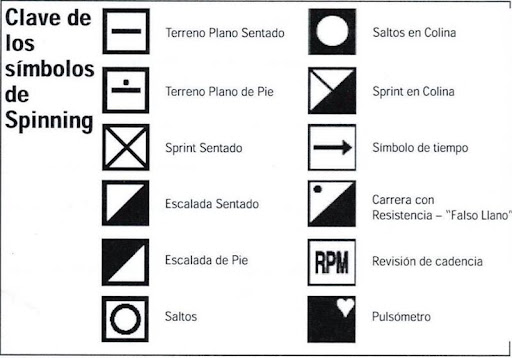 Clave de
los
símbolos
de
Spinning
Terreno Plano Sentado
Terreno Plano de Pie
Sprint Sentado
Escalada Sentado
Escalada de Pie
Saltos
Saltos en Colina
Sprint en Colina
Símbolo de tiempo
Carrera con
Resistencia – "Falso Llano"
RPM
Revisión de cadencia
Pulsómetro